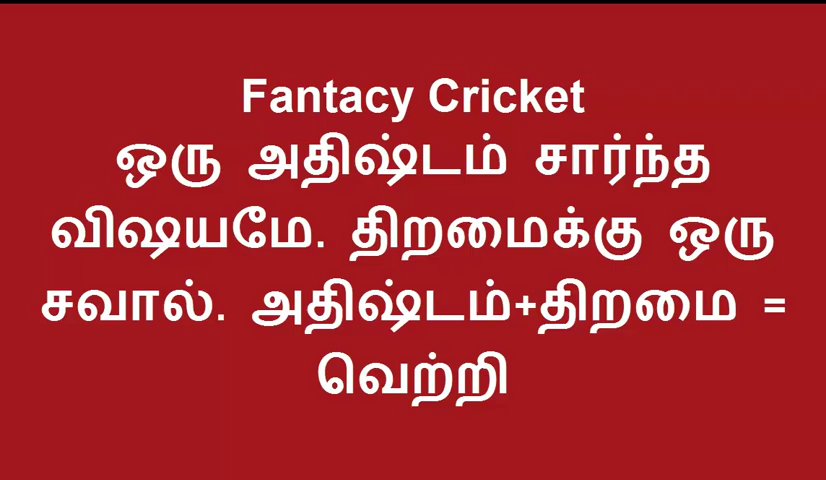 Fantacy Cricket
ஒரு அதிஷ்டம் சார்ந்த
விஷயமே. திறமைக்கு ஒரு
சவால். அதிஷ்டம்+திறமை =
வெற்றி